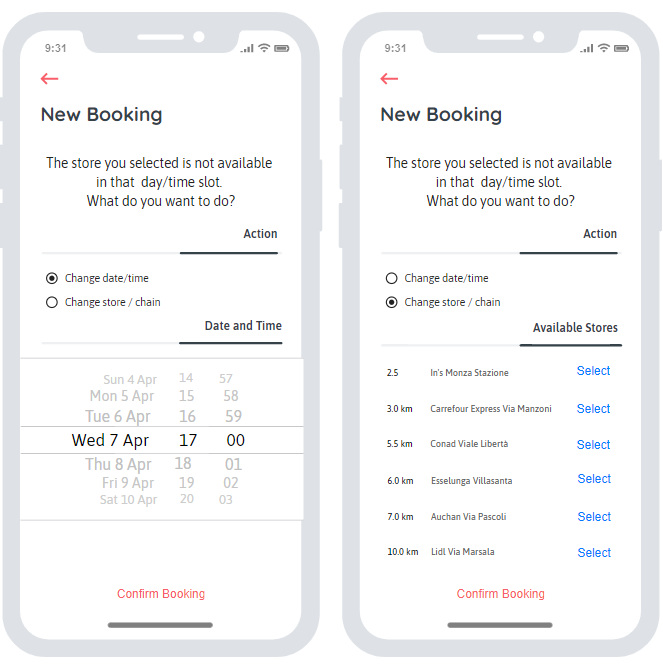 9:31
New Booking
The store you selected is not available
in that day/time slot.
What do you want to do?
Action
Change date/time
Change store / chain
Date and Time
Sun 4 Apr 14 57
Mon 5 Apr 15 58
Tue 6 Apr 16 59
Wed 7 Apr 17 00
Thu 8 Apr 18 01
Fri 9 Apr 19 02
Sat 10 Apr 20 03
Confirm Booking
9:31
New Booking
The store you selected is not available
in that day/time slot.
What do you want to do?
Action
Change date/time
Change store / chain
Available Stores
2.5 In's Monza Stazione Select
3.0 km Carrefour Express Via Manzoni Select
5.5 km Conad Viale Libertà Select
6.0 km Esselunga Villasanta Select
7.0 km Auchan Via Pascoli Select
10.0 km Lidl Via Marsala Select
Confirm Booking